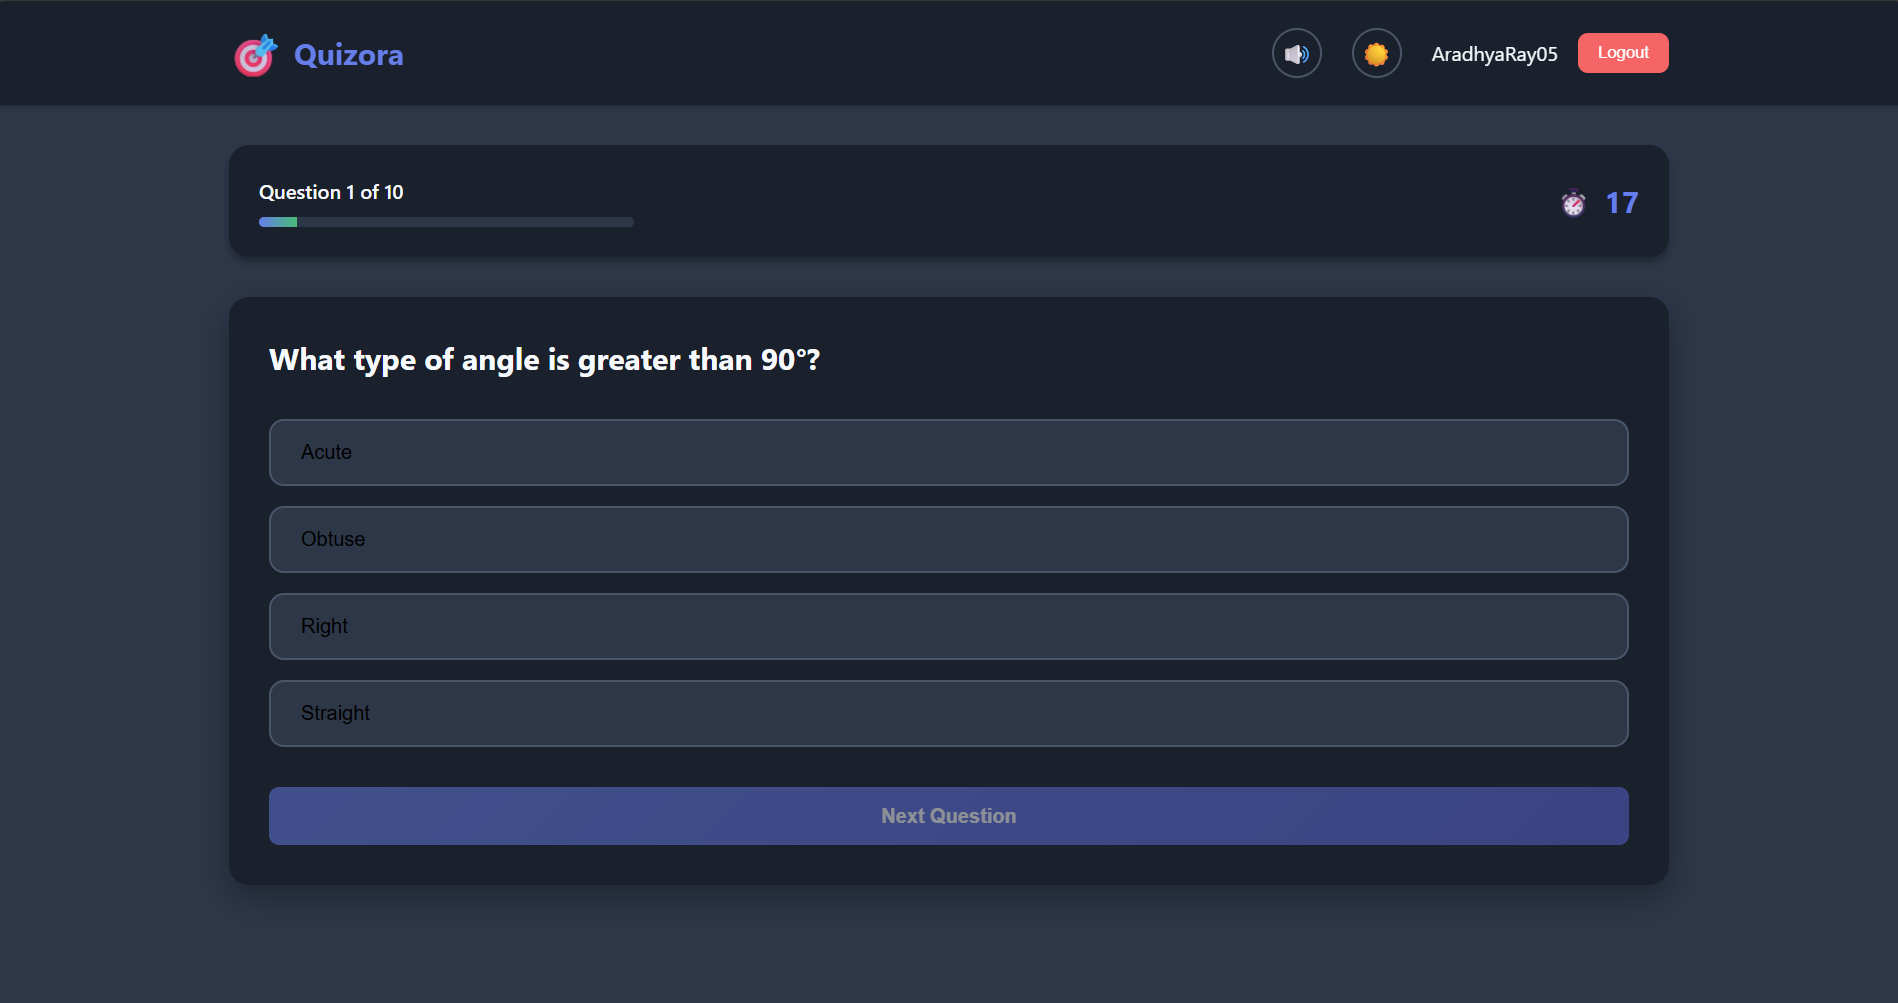 Quizora
AradhyaRay05
Logout
Question 1 of 10
17
What type of angle is greater than 90°?
Acute
Obtuse
Right
Straight
Next Question